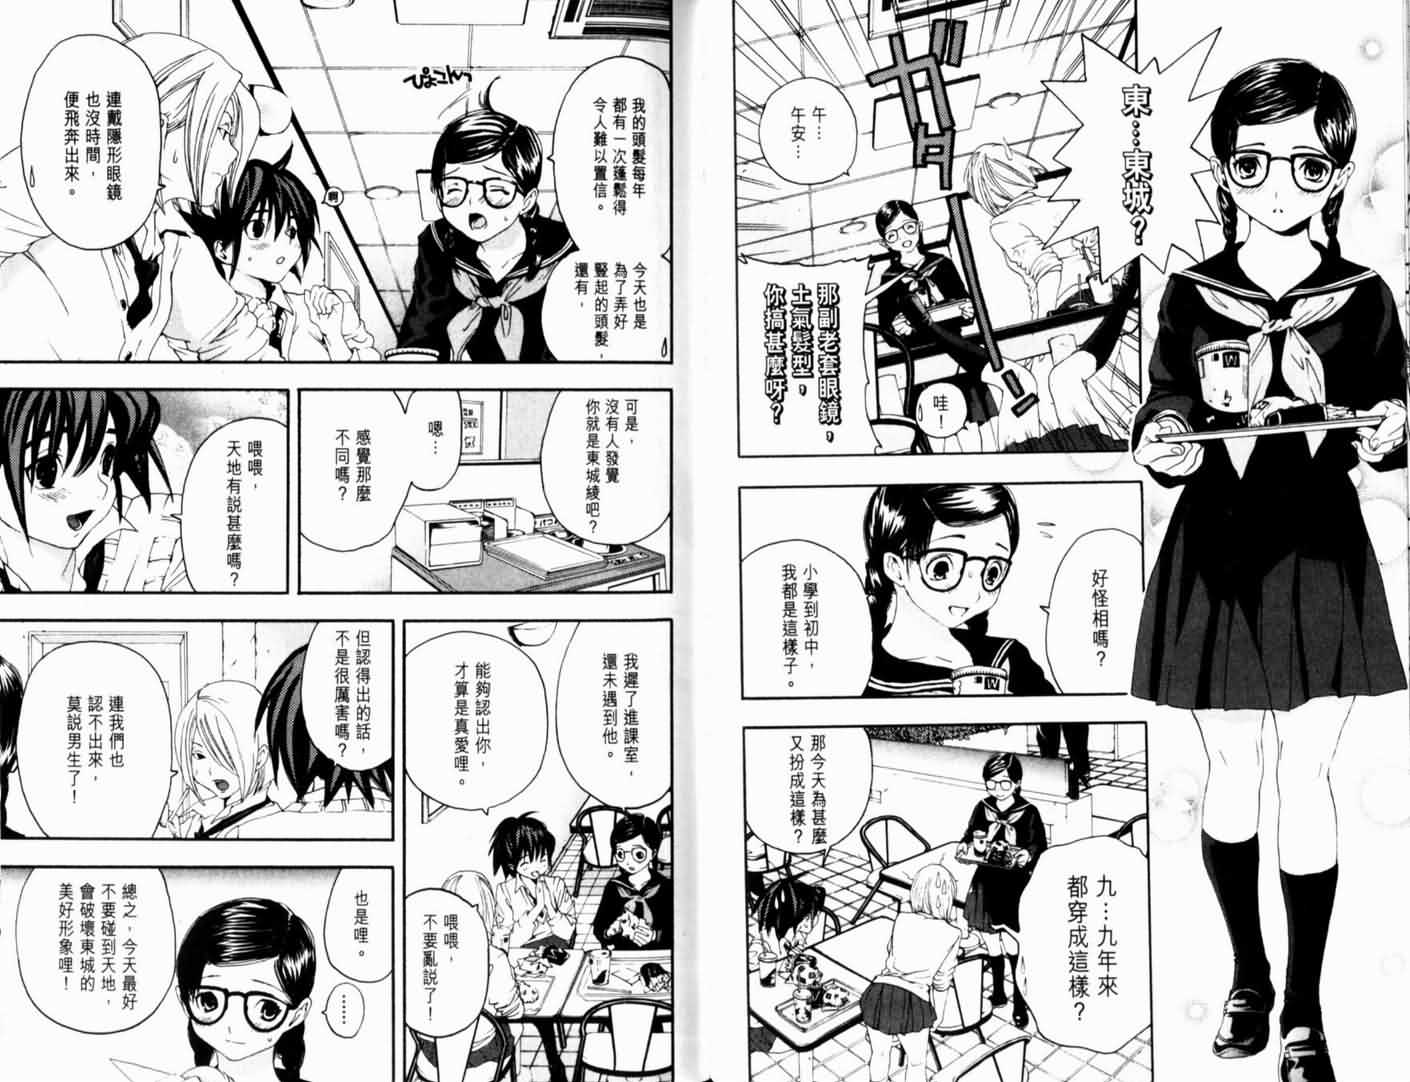 東…東城？
午…
午安…
ガタ
ガタ
哇！
那副老套眼鏡，
土氣髮型，
你搞甚麼呀？
好怪相嗎？
小學到初中，
我都是這樣子。
那今天為甚麼
又扮成這樣？
九…九年來
都穿成這樣？
我的頭髮每年
都有一次蓬鬆得
令人難以置信。
今天也是
為了弄好
豎起的頭髮，
還有，
ぴょこんっ
啊
連戴隱形眼鏡
也沒時間，
便飛奔出來。
可是，
沒有人發覺
你就是東城綾吧？
嗯…
感覺那麼
不同嗎？
喂喂，
天地有說甚麼嗎？
我遲了進課室，
還未遇到他。
能夠認出你，
才算是真愛哩。
喂喂，
不要亂說了！
但認得出的話，
不是很厲害嗎？
連我們也
認不出來，
莫說男生了！
也是哩。
……
總之，今天最好
不要碰到天地，
會破壞東城的
美好形象哩！